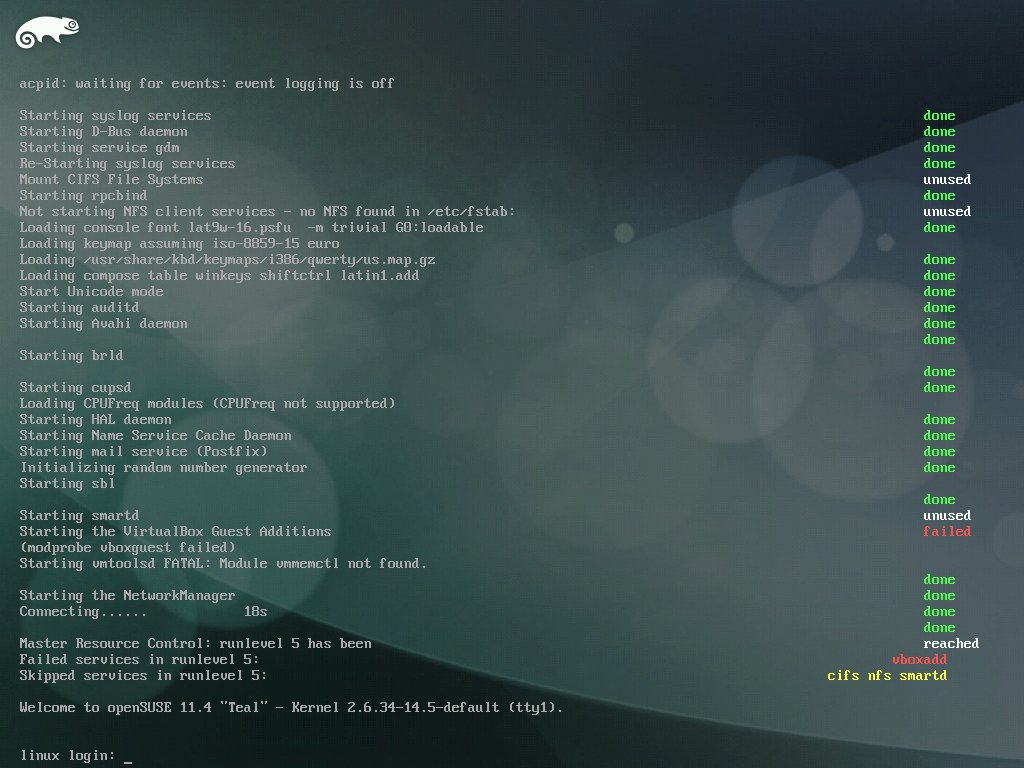 acpid: waiting for events: event logging is off
Starting syslog services done
Starting D-Bus daemon done
Starting service gdm done
Re-Starting syslog services done
Mount CIFS File Systems unused
Starting rpcbind done
Not starting NFS client services - no NFS found in /etc/fstab: unused
Loading console font lat9w-16.psfu -m trivial G0:loadable done
Loading keymap assuming iso-8859-15 euro
Loading /usr/share/kbd/keymaps/i386/qwerty/us.map.gz done
Loading compose table winkeys shiftctrl latin1.add done
Start Unicode mode done
Starting auditd done
Starting Avahi daemon done
done
Starting brld
done
Starting cupsd done
Loading CPUFreq modules (CPUFreq not supported)
Starting HAL daemon done
Starting Name Service Cache Daemon done
Starting mail service (Postfix) done
Initializing random number generator done
Starting sbl
done
Starting smartd unused
Starting the VirtualBox Guest Additions failed
(modprobe vboxguest failed)
Starting vmtoolsd FATAL: Module vmmemctl not found.
done
Starting the NetworkManager done
Connecting...... 18s done
done
Master Resource Control: runlevel 5 has been reached
Failed services in runlevel 5: vboxadd
Skipped services in runlevel 5: cifs nfs smartd
Welcome to openSUSE 11.4 "Teal" - Kernel 2.6.34-14.5-default (tty1).
linux login: _